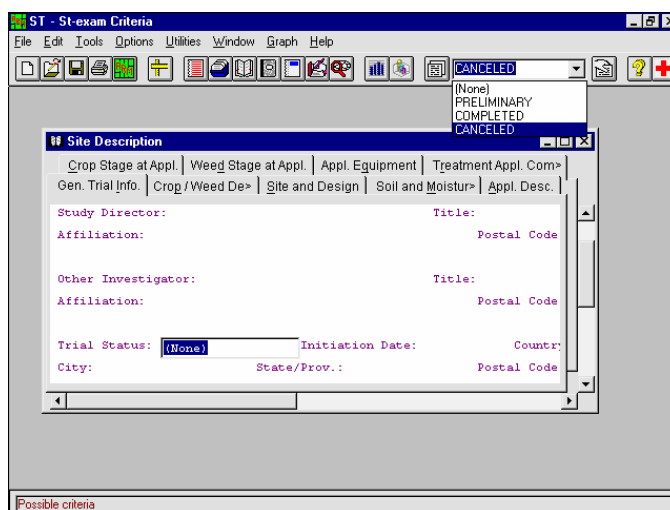 ST - St-exam Criteria
File Edit Tools Options Utilities Window Graph Help
CANCELED
(None)
PRELIMINARY
COMPLETED
CANCELED
Site Description
Crop Stage at Appl. Weed Stage at Appl. Appl. Equipment Treatment Appl. Com>
Gen. Trial Info. Crop / Weed De> Site and Design Soil and Moistur> Appl. Desc.
Study Director: Title:
Affiliation: Postal Code
Other Investigator: Title:
Affiliation: Postal Code
Trial Status: (None) Initiation Date: Country
City: State/Prov.: Postal Code
Possible criteria